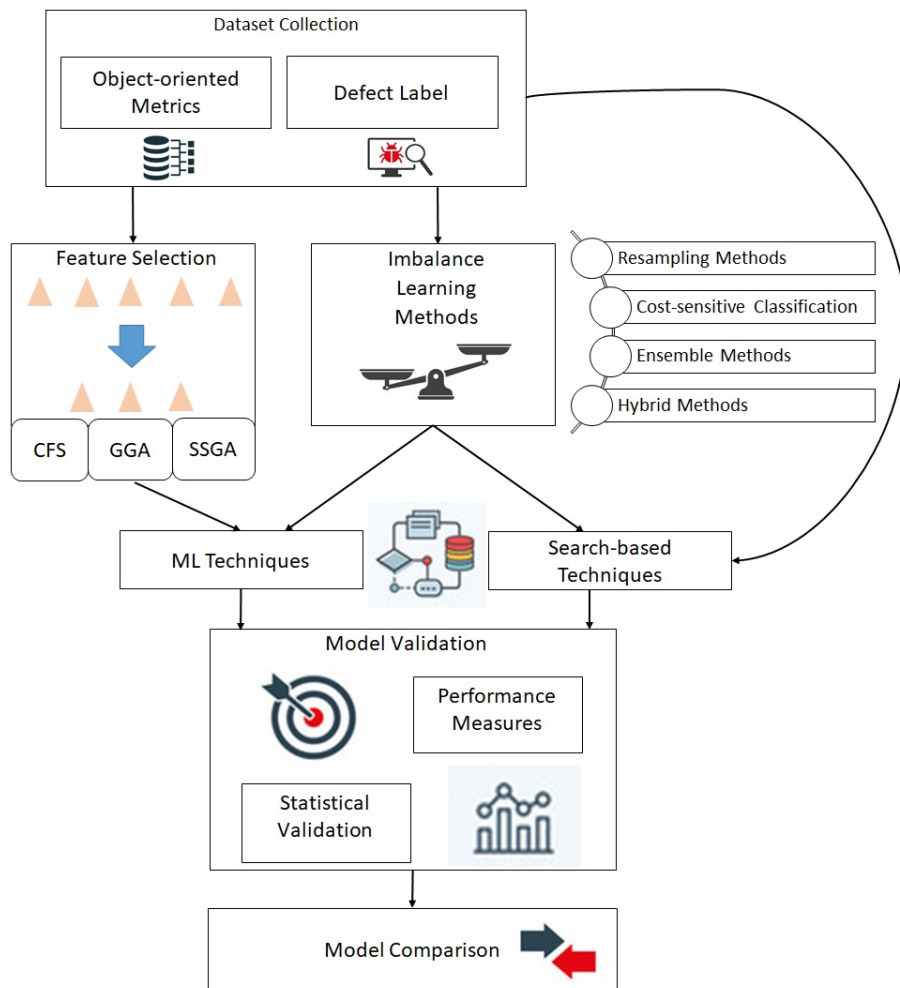 Dataset Collection
Object-oriented
Metrics
Defect Label
Feature Selection
CFS
GGA
SSGA
Imbalance
Learning
Methods
Resampling Methods
Cost-sensitive Classification
Ensemble Methods
Hybrid Methods
ML Techniques
Search-based
Techniques
Model Validation
Performance
Measures
Statistical
Validation
Model Comparison